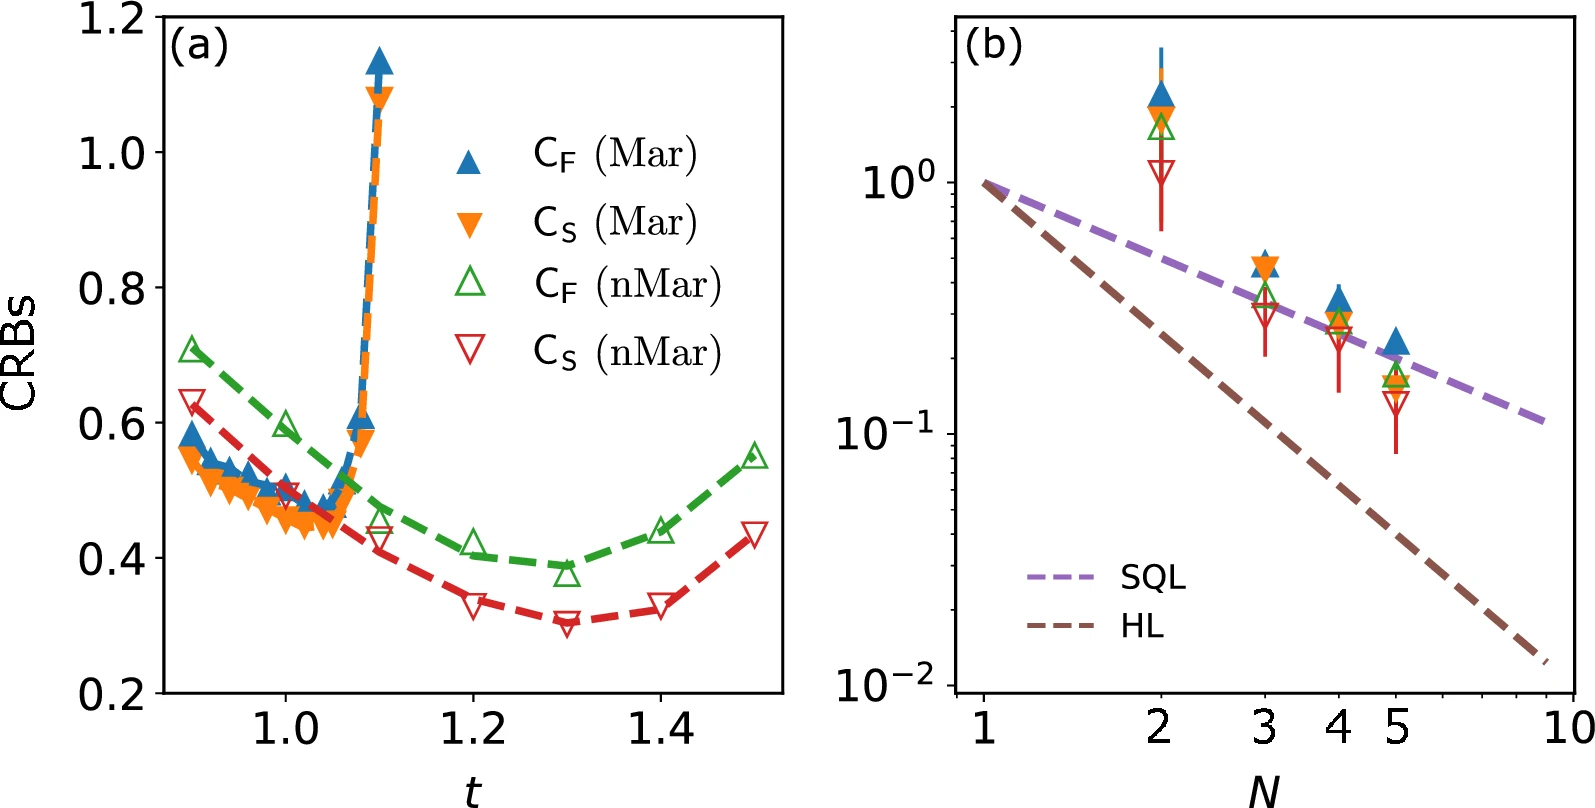 (a)
CRBs
1.2
1.0
0.8
0.6
0.4
0.2
C_F (Mar)
C_S (Mar)
C_F (nMar)
C_S (nMar)
1.0 1.2 1.4
t
(b)
10⁰
10⁻¹
10⁻²
SQL
HL
1 2 3 4 5 10
N